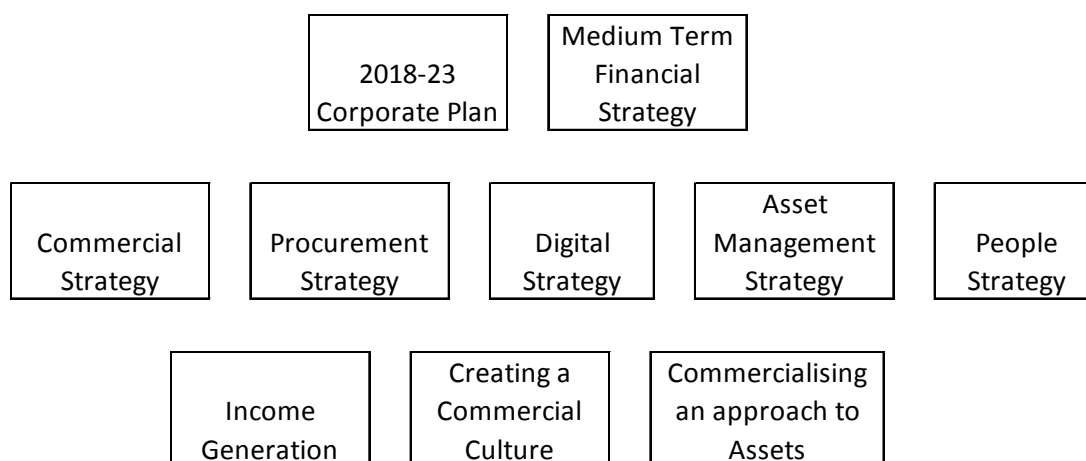 2018-23
Corporate Plan
Medium Term
Financial
Strategy
Commercial
Strategy
Procurement
Strategy
Digital
Strategy
Asset
Management
Strategy
People
Strategy
Income
Generation
Creating a
Commercial
Culture
Commercialising
an approach to
Assets